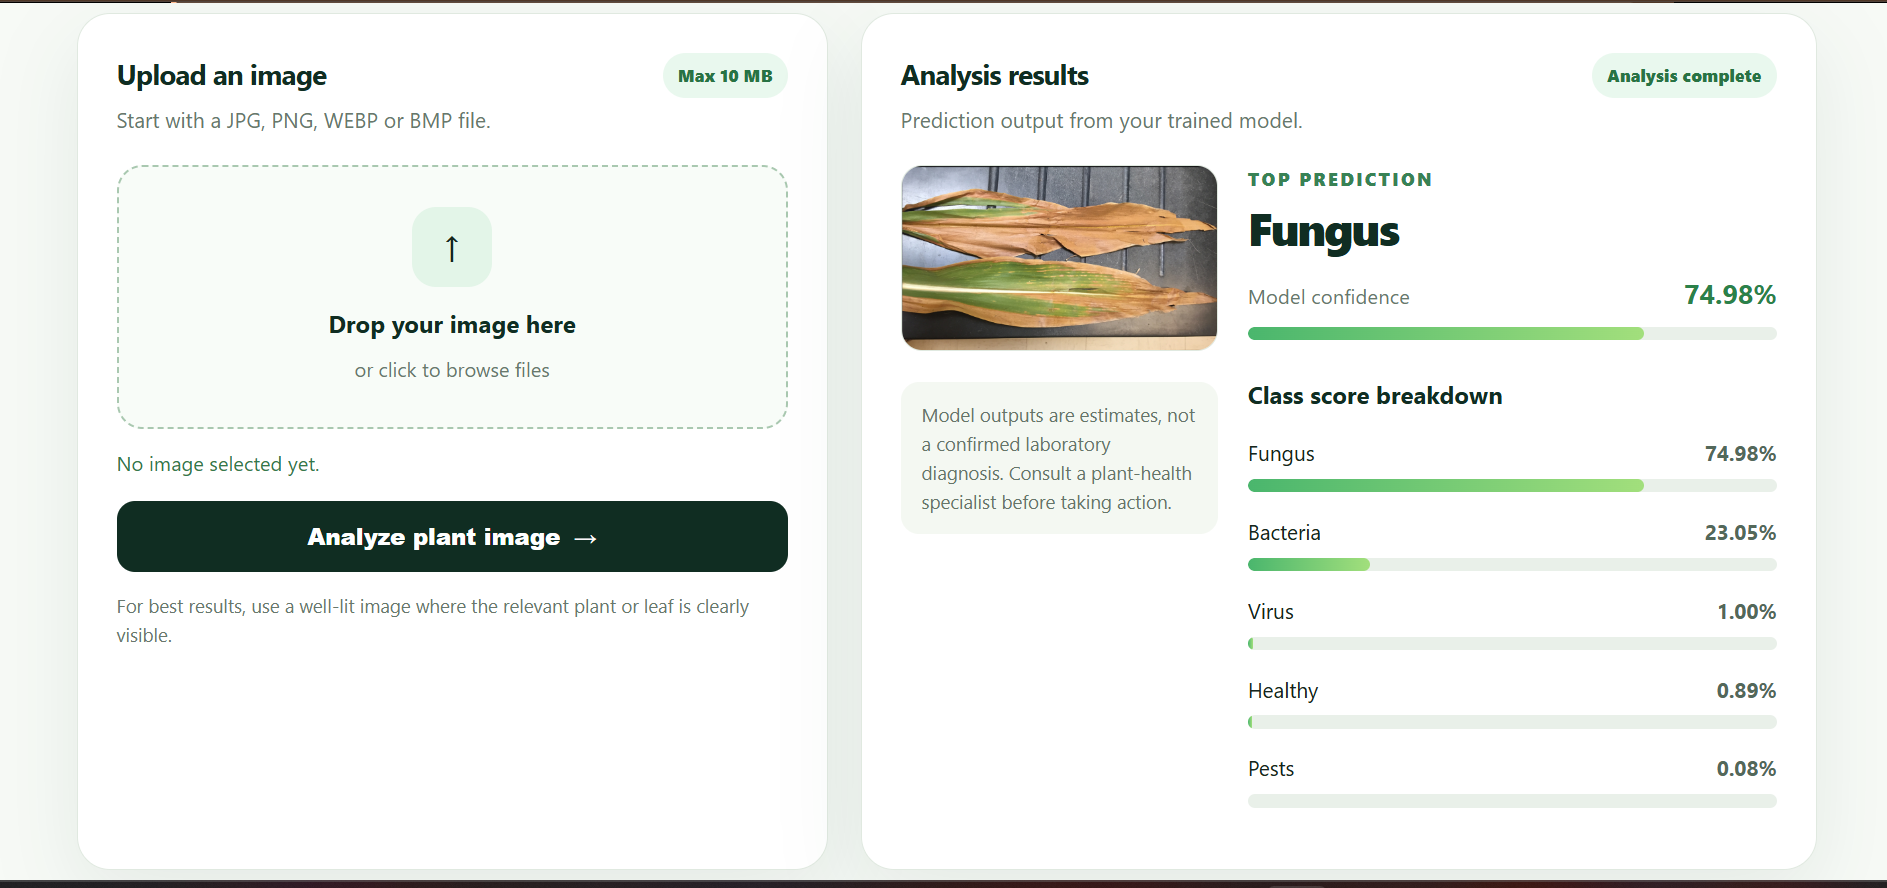 Upload an image
Max 10 MB
Start with a JPG, PNG, WEBP or BMP file.
↑
Drop your image here
or click to browse files
No image selected yet.
Analyze plant image →
For best results, use a well-lit image where the relevant plant or leaf is clearly
visible.
Analysis results
Analysis complete
Prediction output from your trained model.
Model outputs are estimates, not
a confirmed laboratory
diagnosis. Consult a plant-health
specialist before taking action.
TOP PREDICTION
Fungus
Model confidence 74.98%
Class score breakdown
Fungus 74.98%
Bacteria 23.05%
Virus 1.00%
Healthy 0.89%
Pests 0.08%